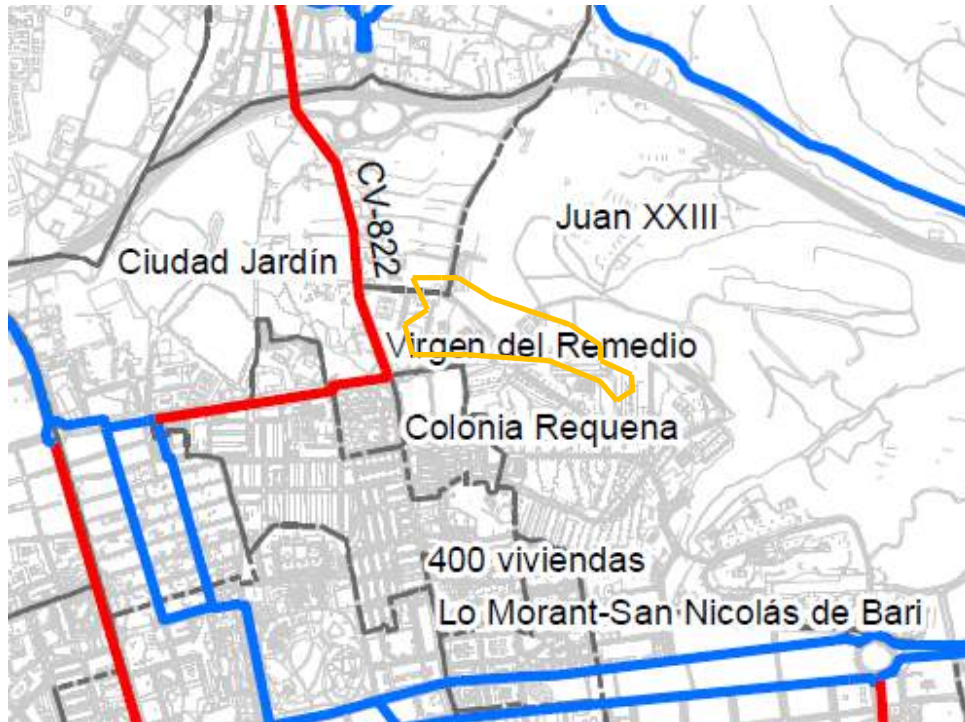 CV-822
Juan XXIII
Ciudad Jardín
Virgen del Remedio
Colonia Requena
400 viviendas
Lo Morant-San Nicolás de Bari